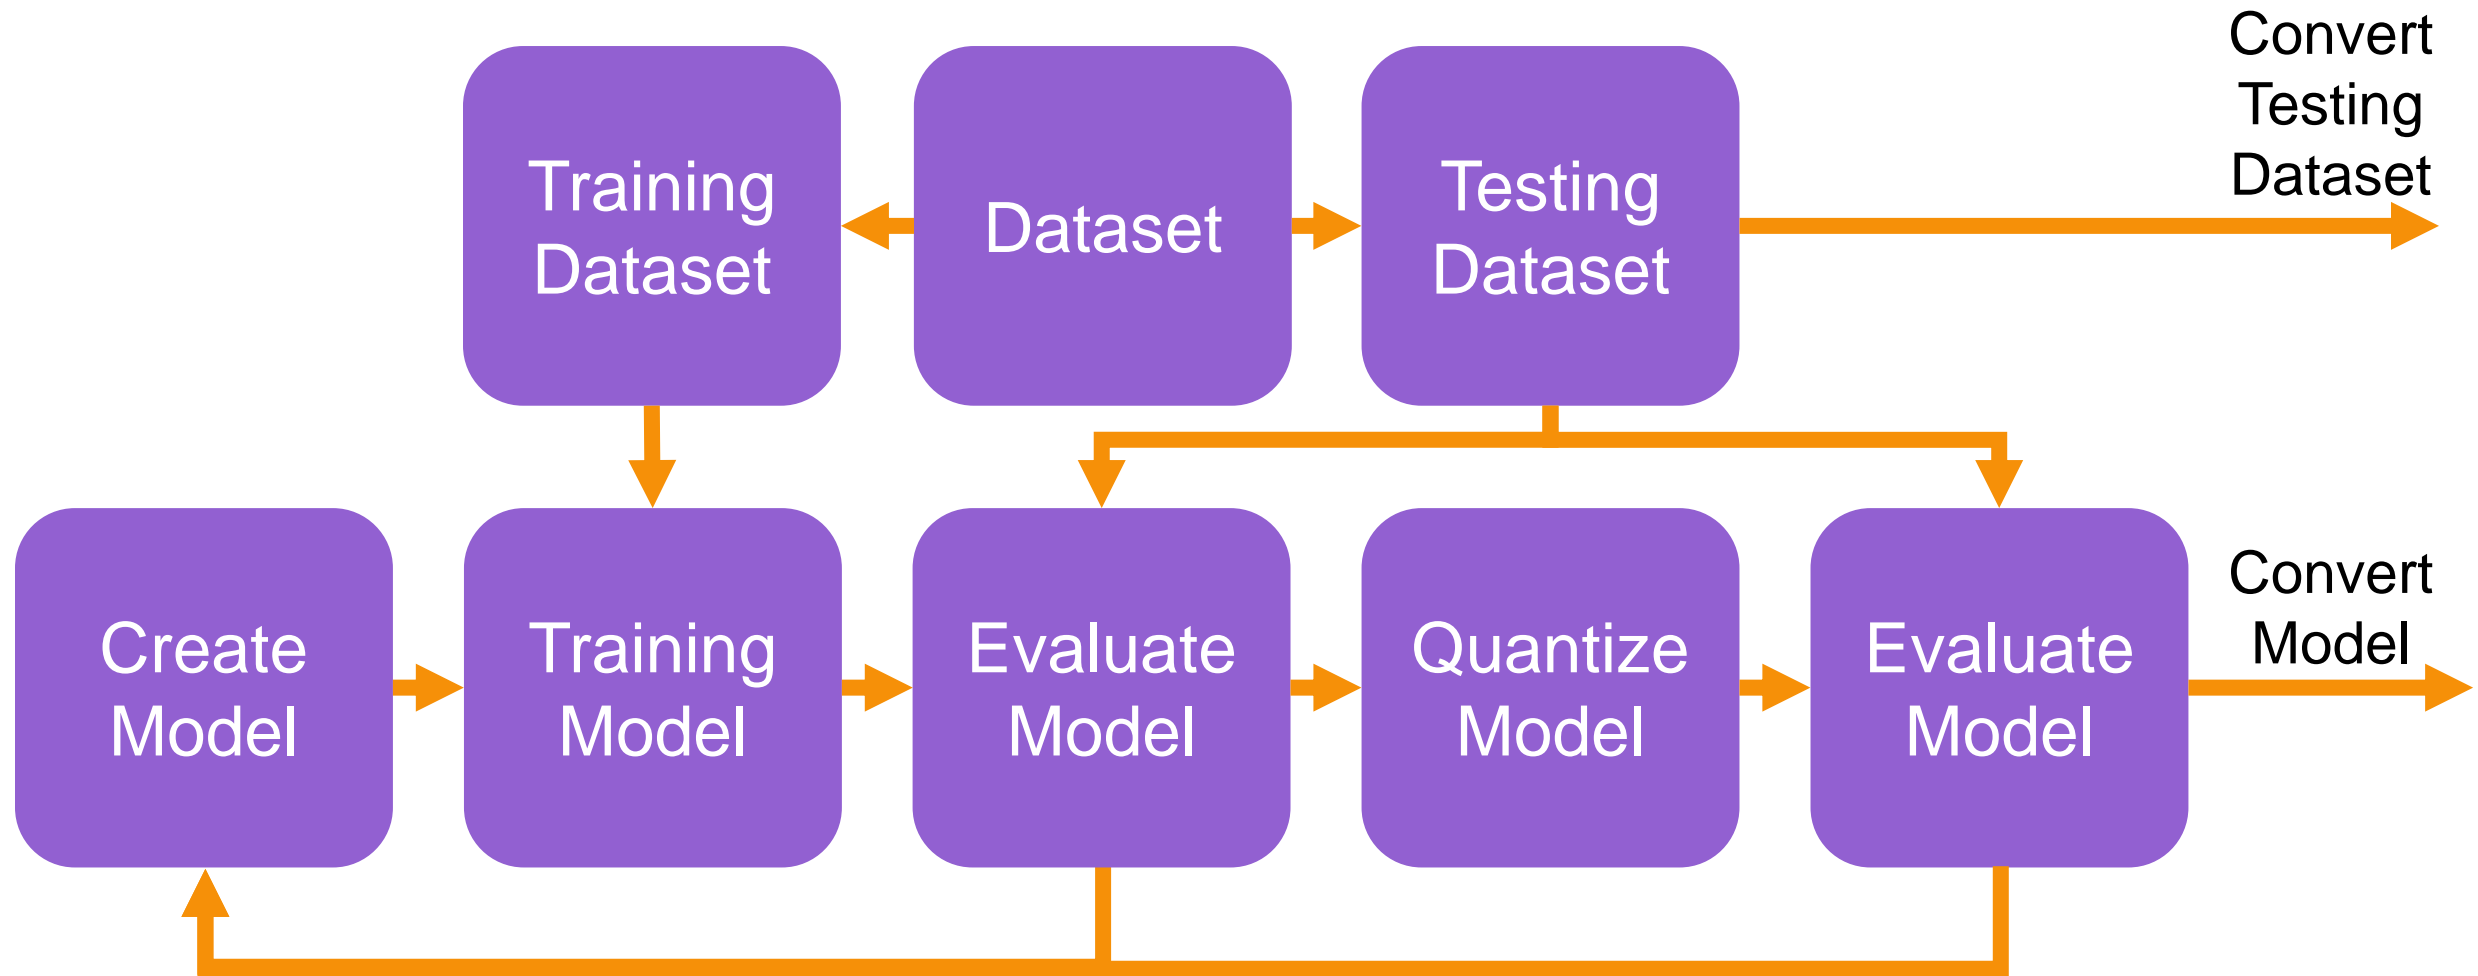 Training
Dataset
Dataset
Testing
Dataset
Convert
Testing
Dataset
Create
Model
Training
Model
Evaluate
Model
Quantize
Model
Evaluate
Model
Convert
Model